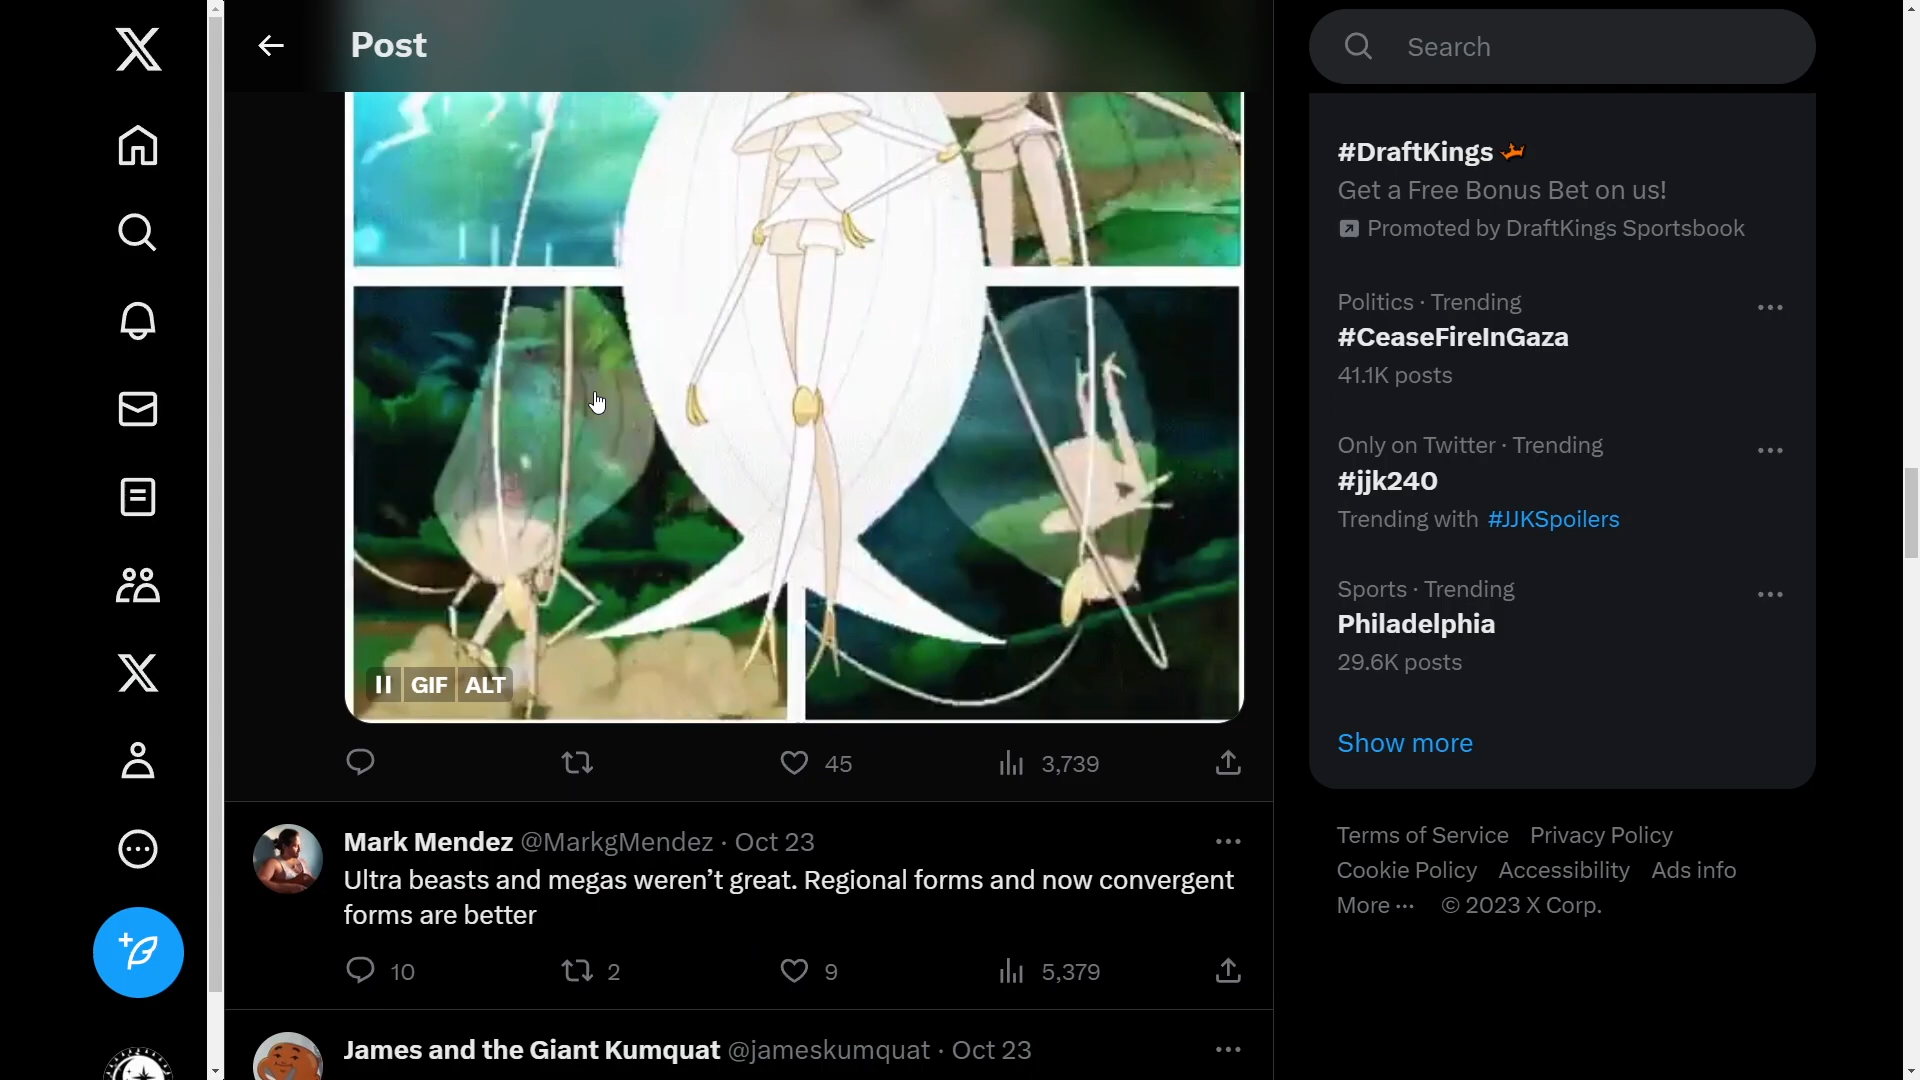 Post
GIF ALT
45
3,739
Mark Mendez @MarkgMendez · Oct 23
Ultra beasts and megas weren’t great. Regional forms and now convergent
forms are better
10
2
9
5,379
James and the Giant Kumquat @jameskumquat · Oct 23
Search
#DraftKings
Get a Free Bonus Bet on us!
Promoted by DraftKings Sportsbook
Politics · Trending
#CeaseFireInGaza
41.1K posts
Only on Twitter · Trending
#jjk240
Trending with #JJKSpoilers
Sports · Trending
Philadelphia
29.6K posts
Show more
Terms of Service Privacy Policy
Cookie Policy Accessibility Ads info
More ··· © 2023 X Corp.